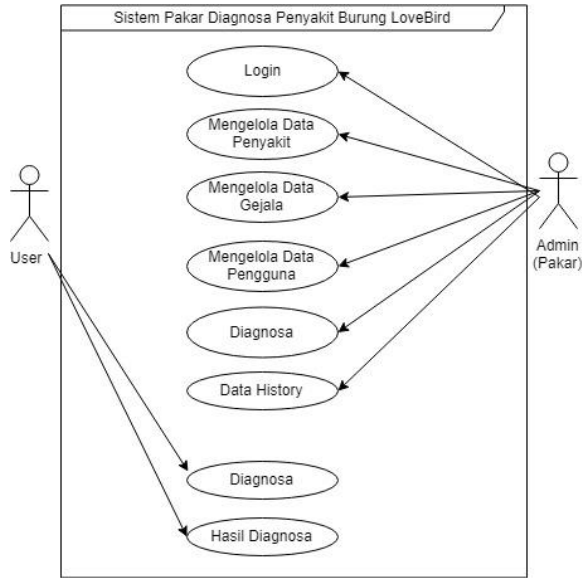 Sistem Pakar Diagnosa Penyakit Burung LoveBird
Login
Mengelola Data
Penyakit
Mengelola Data
Gejala
User
Admin
(Pakar)
Mengelola Data
Pengguna
Diagnosa
Data History
Diagnosa
Hasil Diagnosa